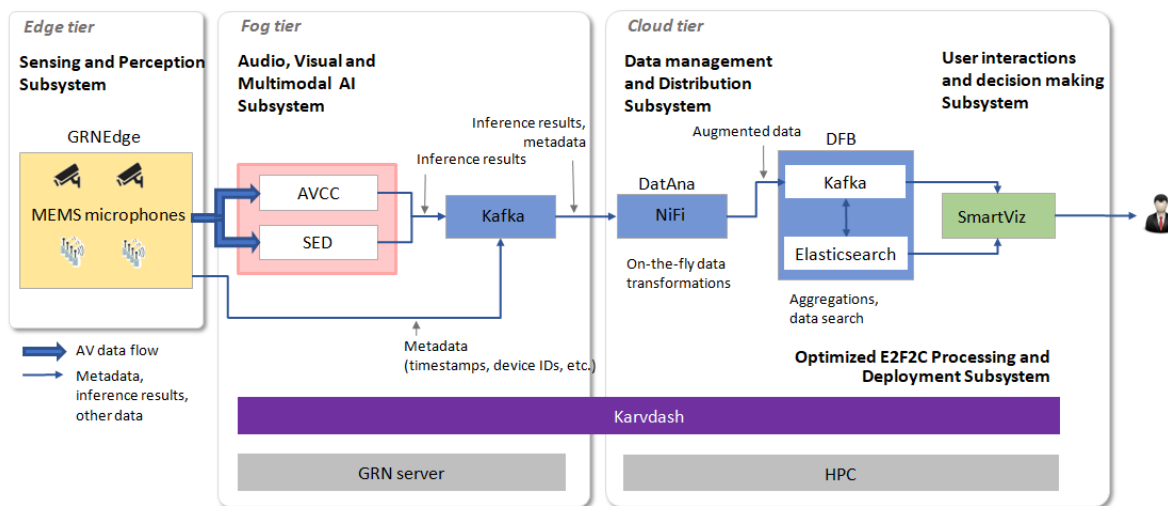 Edge tier
Sensing and Perception
Subsystem
GRNEdge
MEMS microphones
AV data flow
Metadata,
inference results,
other data
Fog tier
Audio, Visual and
Multimodal AI
Subsystem
AVCC
SED
Inference results
Inference results,
metadata
Kafka
Metadata
(timestamps, device IDs, etc.)
Cloud tier
Data management
and Distribution
Subsystem
Augmented data
DatAna
NiFi
On-the-fly data
transformations
DFB
Kafka
Elasticsearch
Aggregations,
data search
User interactions
and decision making
Subsystem
SmartViz
Optimized E2F2C Processing and
Deployment Subsystem
Karvdash
GRN server
HPC